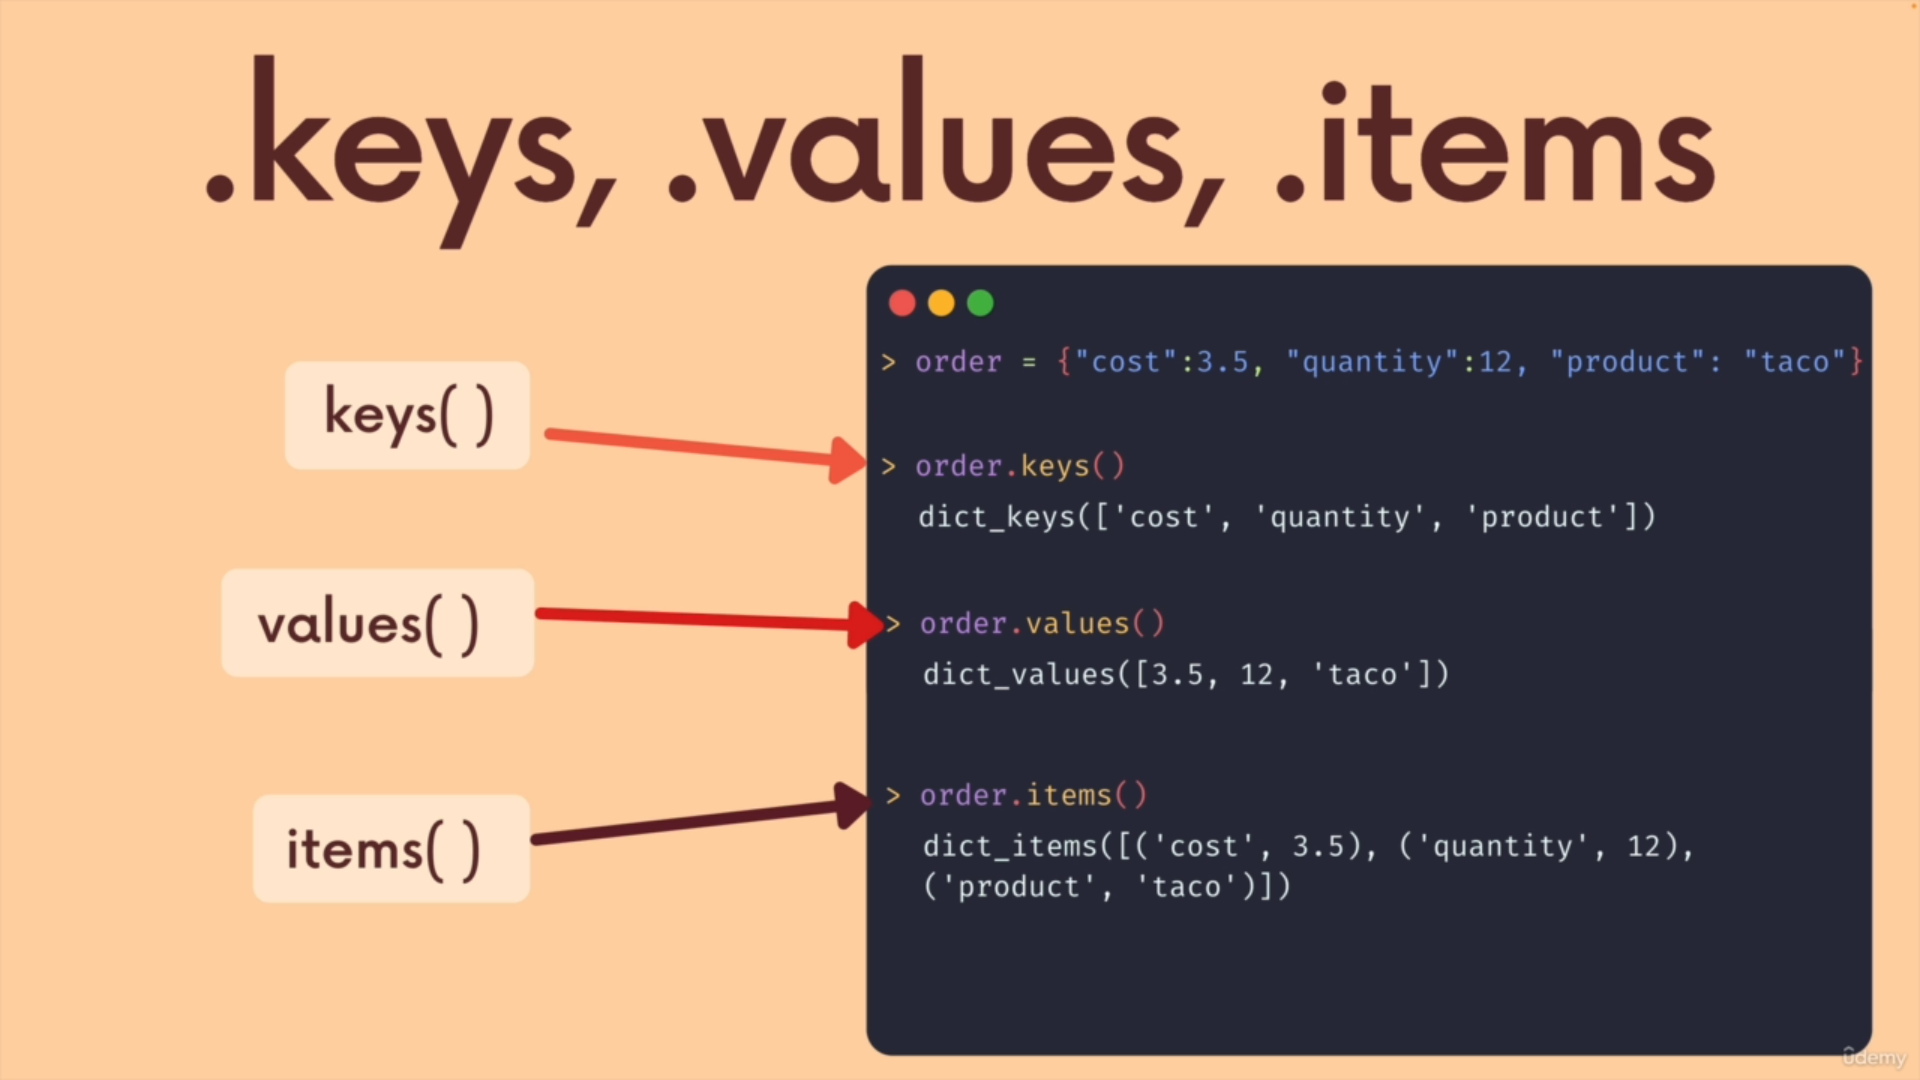 .keys, .values, .items
keys( )
values( )
items( )
> order = {"cost":3.5, "quantity":12, "product": "taco"}
> order.keys()
dict_keys(['cost', 'quantity', 'product'])
> order.values()
dict_values([3.5, 12, 'taco'])
> order.items()
dict_items([('cost', 3.5), ('quantity', 12),
('product', 'taco')])
ûdemy